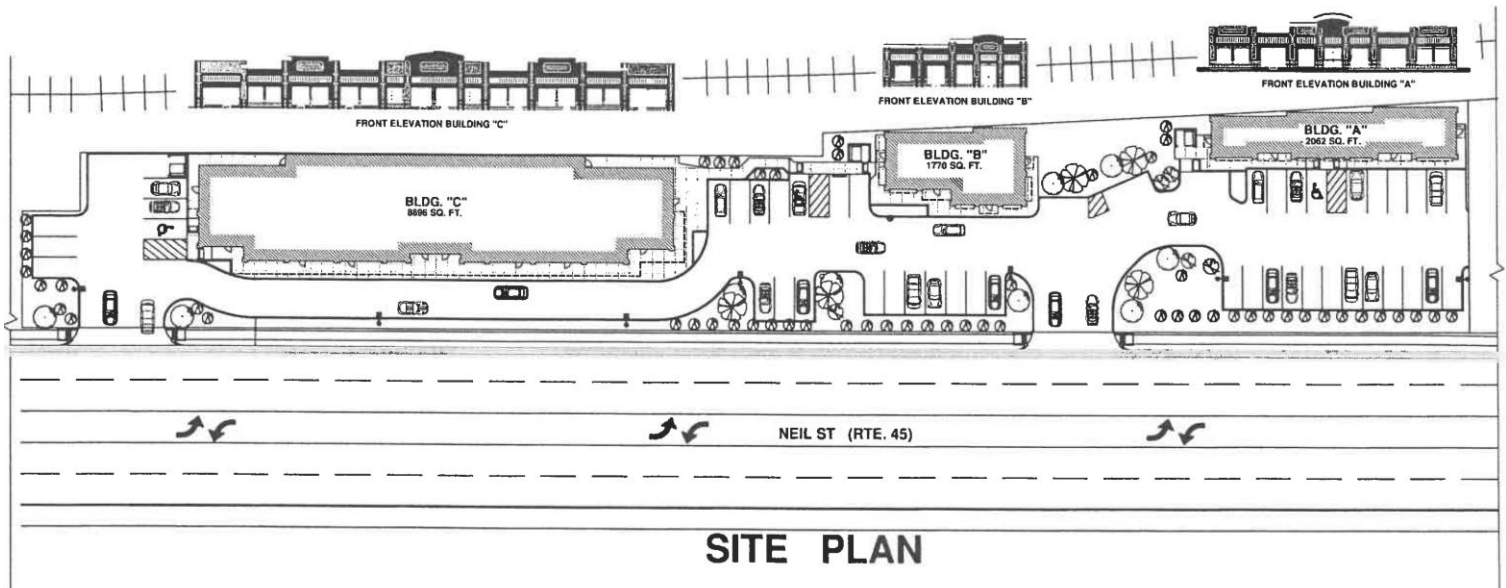 FRONT ELEVATION BUILDING "C"
FRONT ELEVATION BUILDING "B"
FRONT ELEVATION BUILDING "A"
BLDG. "C"
8896 SQ. FT.
BLDG. "B"
1770 SQ. FT.
BLDG. "A"
2062 SQ. FT.
NEIL ST (RTE. 45)
SITE PLAN